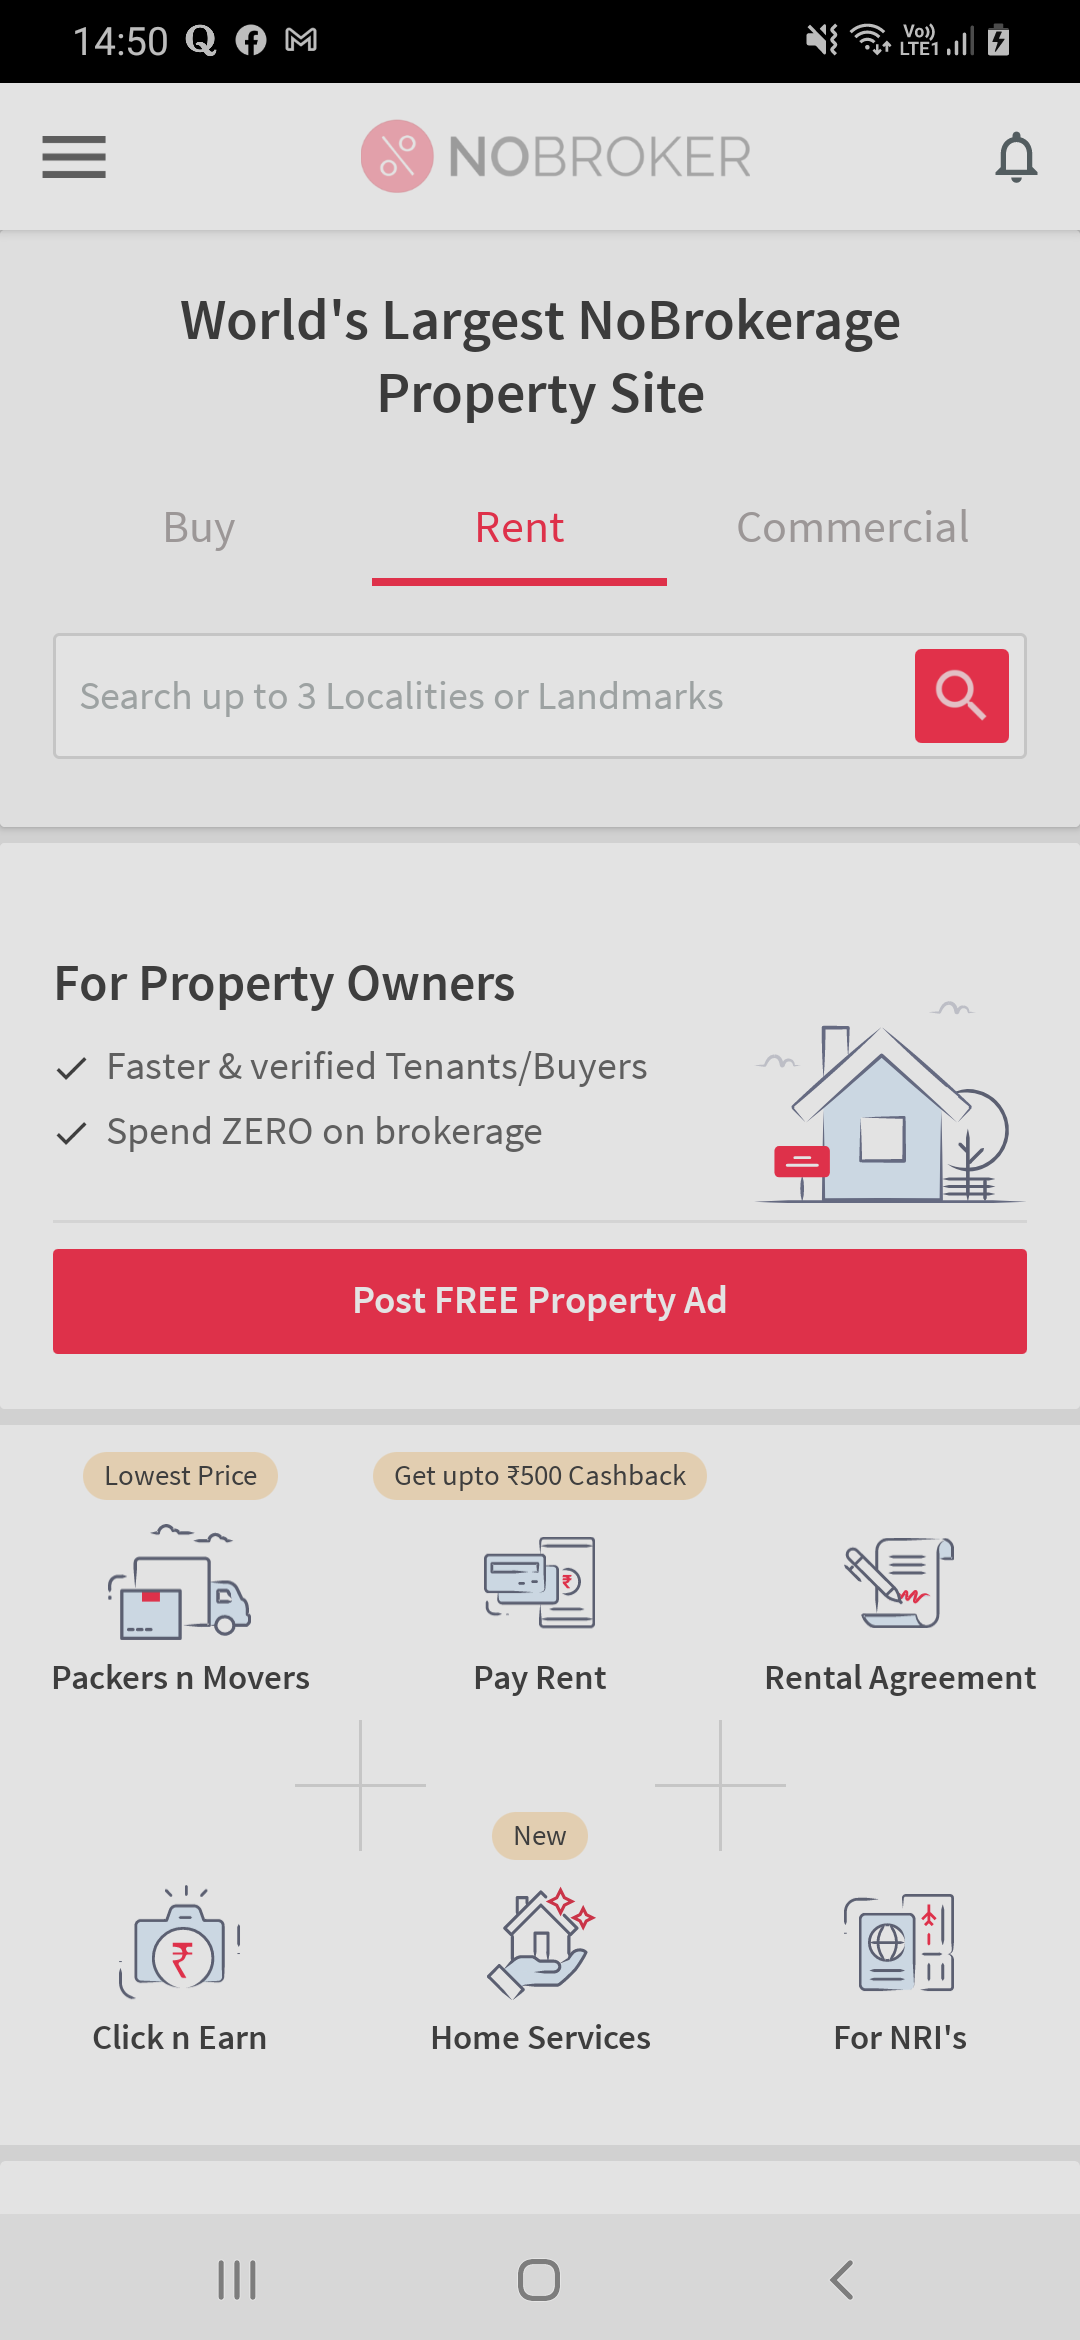 14:50
Vo))
LTE1
NOBROKER
World's Largest NoBrokerage
Property Site
Buy Rent Commercial
Search up to 3 Localities or Landmarks
For Property Owners
Faster & verified Tenants/Buyers
Spend ZERO on brokerage
Post FREE Property Ad
Lowest Price Get upto ₹500 Cashback
Packers n Movers Pay Rent Rental Agreement
New
Click n Earn Home Services For NRI's